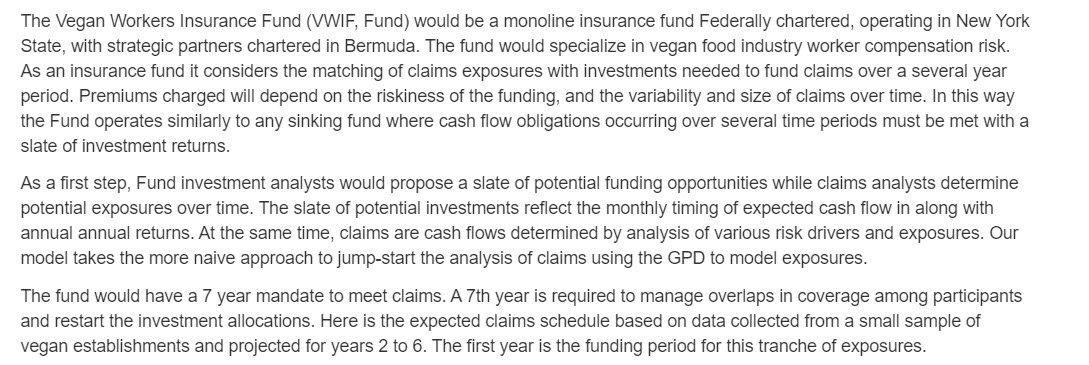 The Vegan Workers Insurance Fund (VWIF, Fund) would be a monoline insurance fund Federally chartered, operating in New York
State, with strategic partners chartered in Bermuda. The fund would specialize in vegan food industry worker compensation risk.
As an insurance fund it considers the matching of claims exposures with investments needed to fund claims over a several year
period. Premiums charged will depend on the riskiness of the funding, and the variability and size of claims over time. In this way
the Fund operates similarly to any sinking fund where cash flow obligations occurring over several time periods must be met with a
slate of investment returns.
As a first step, Fund investment analysts would propose a slate of potential funding opportunities while claims analysts determine
potential exposures over time. The slate of potential investments reflect the monthly timing of expected cash flow in along with
annual annual returns. At the same time, claims are cash flows determined by analysis of various risk drivers and exposures. Our
model takes the more naive approach to jump-start the analysis of claims using the GPD to model exposures.
The fund would have a 7 year mandate to meet claims. A 7th year is required to manage overlaps in coverage among participants
and restart the investment allocations. Here is the expected claims schedule based on data collected from a small sample of
vegan establishments and projected for years 2 to 6. The first year is the funding period for this tranche of exposures.